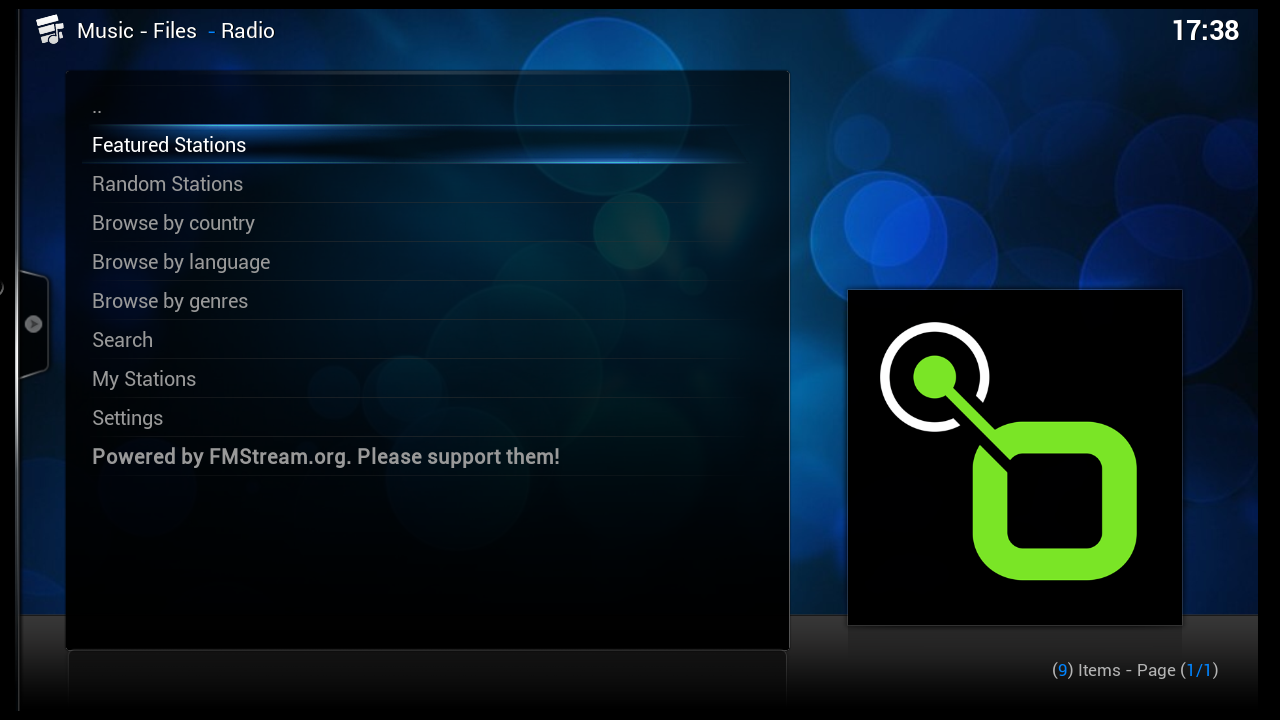 Music - Files - Radio
17:38
..
Featured Stations
Random Stations
Browse by country
Browse by language
Browse by genres
Search
My Stations
Settings
Powered by FMStream.org. Please support them!
(9) Items - Page (1/1)